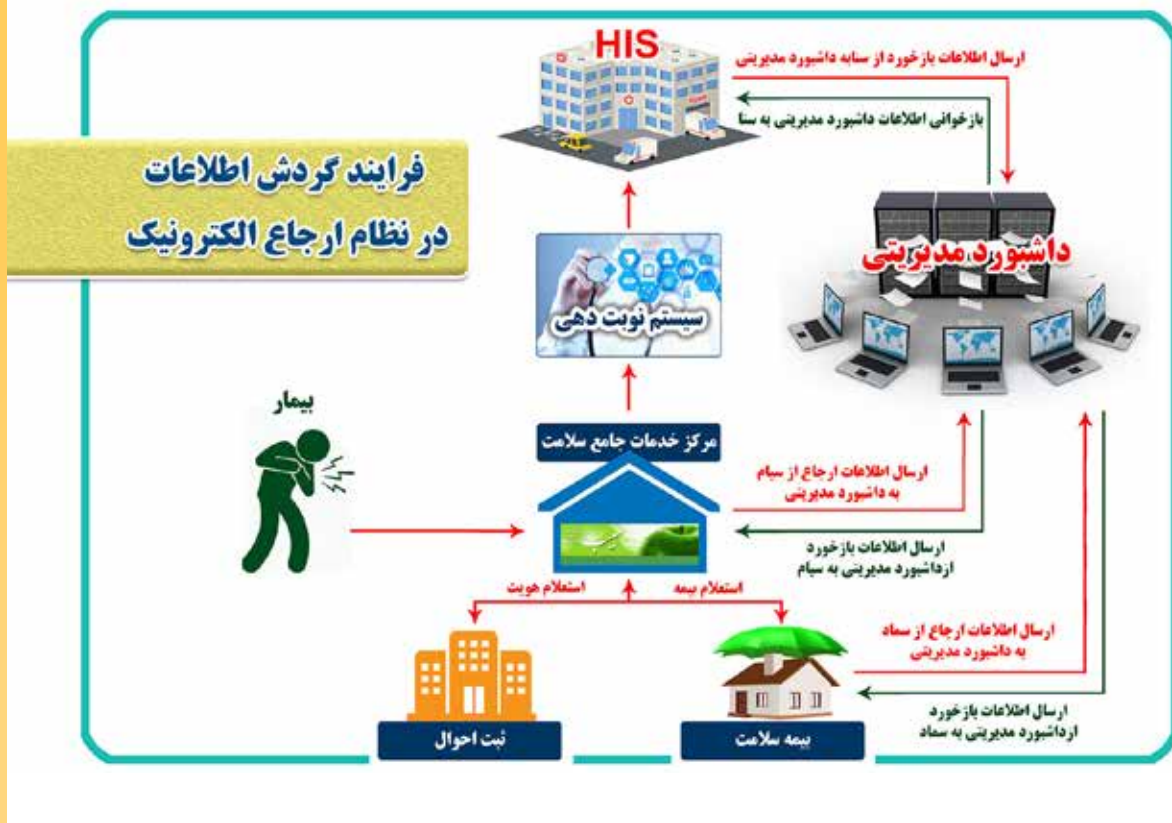 HIS
ارسال اطلاعات بازخورد از سنابه داشبورد مدیریتی
بازخوانی اطلاعات داشبورد مدیریتی به سنا
فرایند گردش اطلاعات
در نظام ارجاع الکترونیک
داشبورد مدیریتی
سیستم نوبت دهی
بیمار
مرکز خدمات جامع سلامت
ارسال اطلاعات ارجاع از سیام
به داشبورد مدیریتی
ارسال اطلاعات بازخورد
ازداشبورد مدیریتی به سیام
استعلام بیمه
استعلام هویت
ارسال اطلاعات ارجاع از سماد
به داشبورد مدیریتی
ارسال اطلاعات بازخورد
ازداشبورد مدیریتی به سماد
بیمه سلامت
ثبت احوال